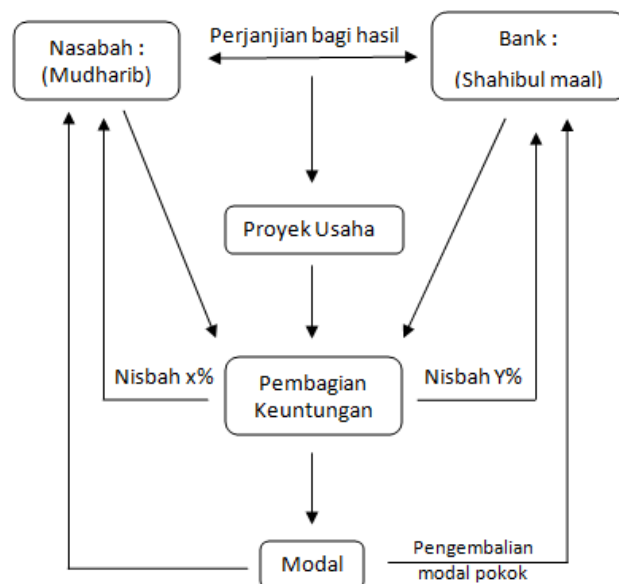 Nasabah :
(Mudharib)
Perjanjian bagi hasil
Bank :
(Shahibul maal)
Proyek Usaha
Nisbah x%
Pembagian
Keuntungan
Nisbah Y%
Modal
Pengembalian
modal pokok